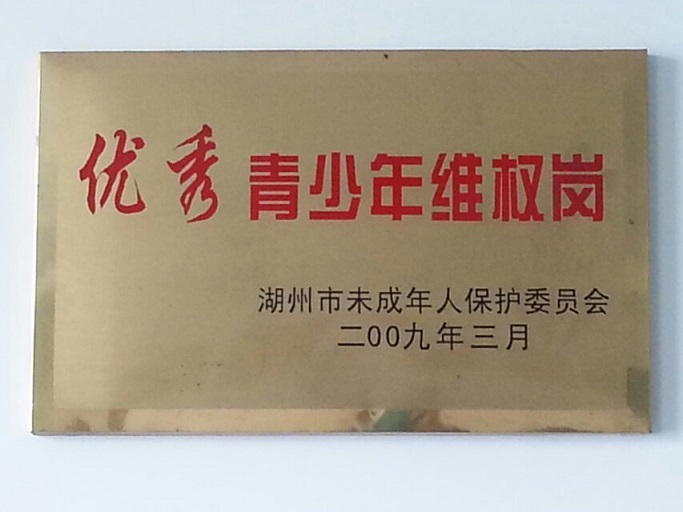 优秀青少年维权岗
湖州市未成年人保护委员会
二00九年三月